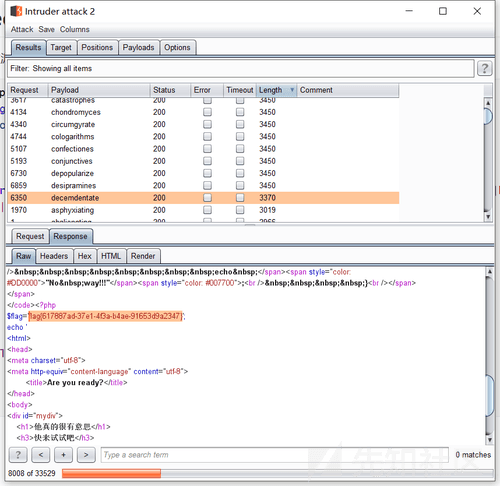 Intruder attack 2
Attack Save Columns
Results Target Positions Payloads Options
Filter: Showing all items
?
Request Payload Status Error Timeout Length Comment
3617 catastrophes 200 3450
4134 chondromyces 200 3450
4340 circumgyrate 200 3450
4744 cologarithms 200 3450
5107 confectiones 200 3450
5193 conjunctives 200 3450
6730 depopularize 200 3450
6859 desipramines 200 3450
6350 decemdentate 200 3370
1970 asphyxiating 200 3019
Request Response
Raw Headers Hex HTML Render
/>&nbsp;&nbsp;&nbsp;&nbsp;&nbsp;&nbsp;&nbsp;&nbsp;echo&nbsp;</span><span style="color:
#DD0000">"No&nbsp;way!!!"</span><span style="color: #007700">;<br />&nbsp;&nbsp;&nbsp;&nbsp;}<br /></span>
</span>
</code><?php
$flag='flag{617887ad-37e1-4f3a-b4ae-91653d9a2347}';
echo '
<html>
<head>
<meta charset="utf-8">
<meta http-equiv="content-language" content="utf-8">
<title>Are you ready?</title>
</head>
<body>
<div id="mydiv">
<h1>他真的很有意思</h1>
<h3>快来试试吧</h3>
? < + > Type a search term 0 matches
8008 of 33529
先知社区